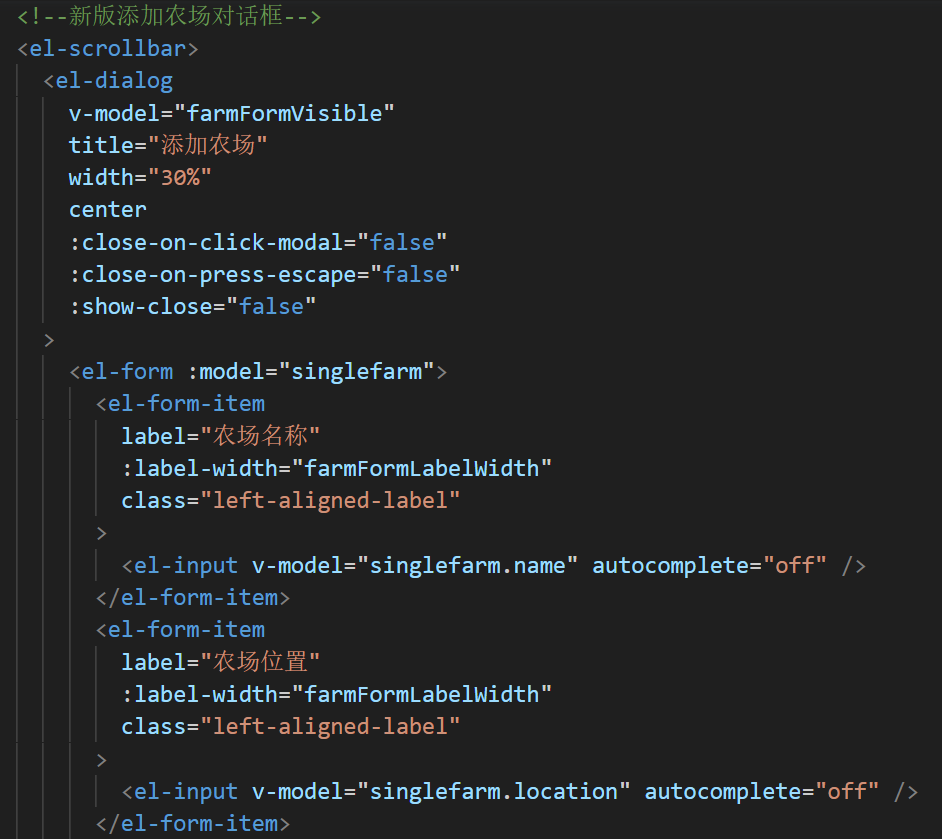 <!--新版添加农场对话框-->
<el-scrollbar>
<el-dialog
v-model="farmFormVisible"
title="添加农场"
width="30%"
center
:close-on-click-modal="false"
:close-on-press-escape="false"
:show-close="false"
>
<el-form :model="singlefarm">
<el-form-item
label="农场名称"
:label-width="farmFormLabelWidth"
class="left-aligned-label"
>
<el-input v-model="singlefarm.name" autocomplete="off" />
</el-form-item>
<el-form-item
label="农场位置"
:label-width="farmFormLabelWidth"
class="left-aligned-label"
>
<el-input v-model="singlefarm.location" autocomplete="off" />
</el-form-item>